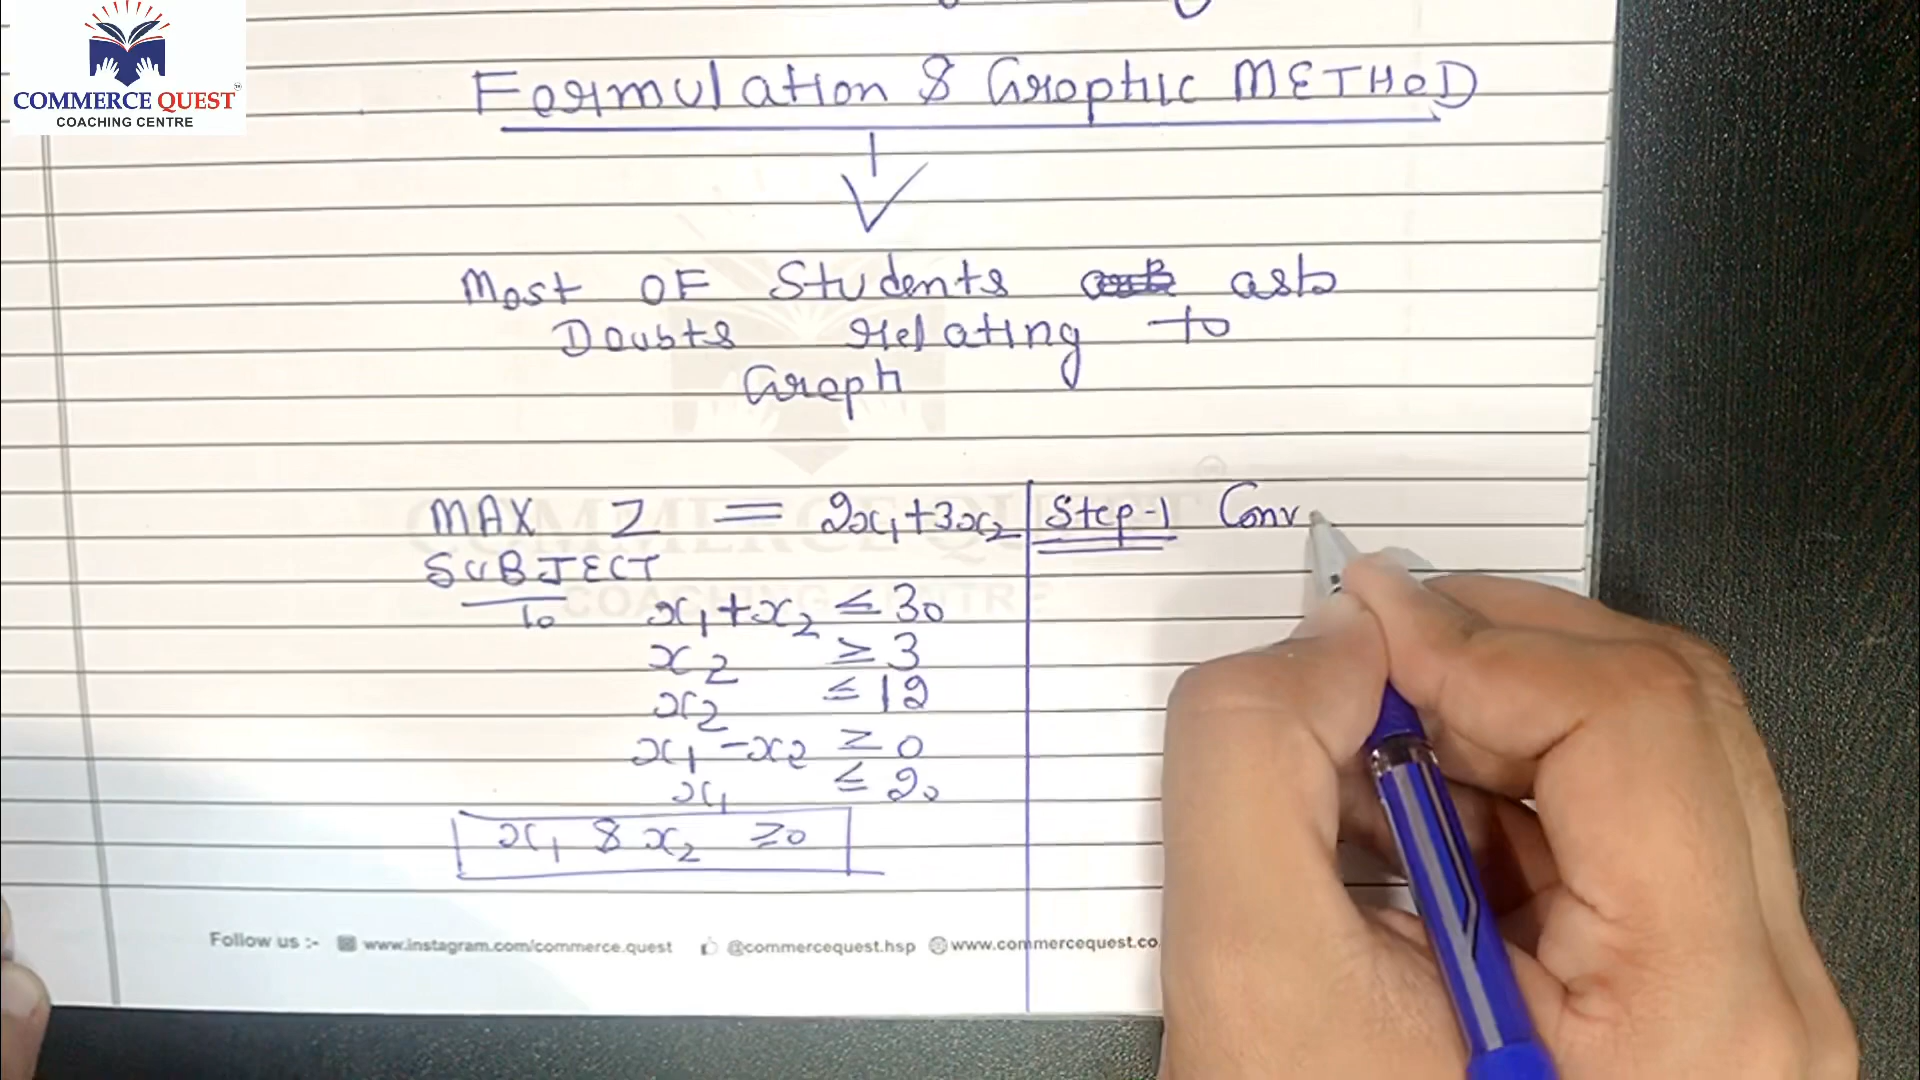 COMMERCE QUEST
COACHING CENTRE
Formulation & Graphic METHOD
Most OF Students ask
Doubts relating to
Graph
MAX Z = 2x₁+3x₂
SUBJECT
To x₁+x₂ ≤ 30
x₂ ≥ 3
x₂ ≤ 12
x₁ - x₂ ≥ 0
x₁ ≤ 20
x₁ & x₂ ≥0
Step-1 Conv
Follow us :- www.instagram.com/commerce.quest @commercequest.hsp www.commercequest.co